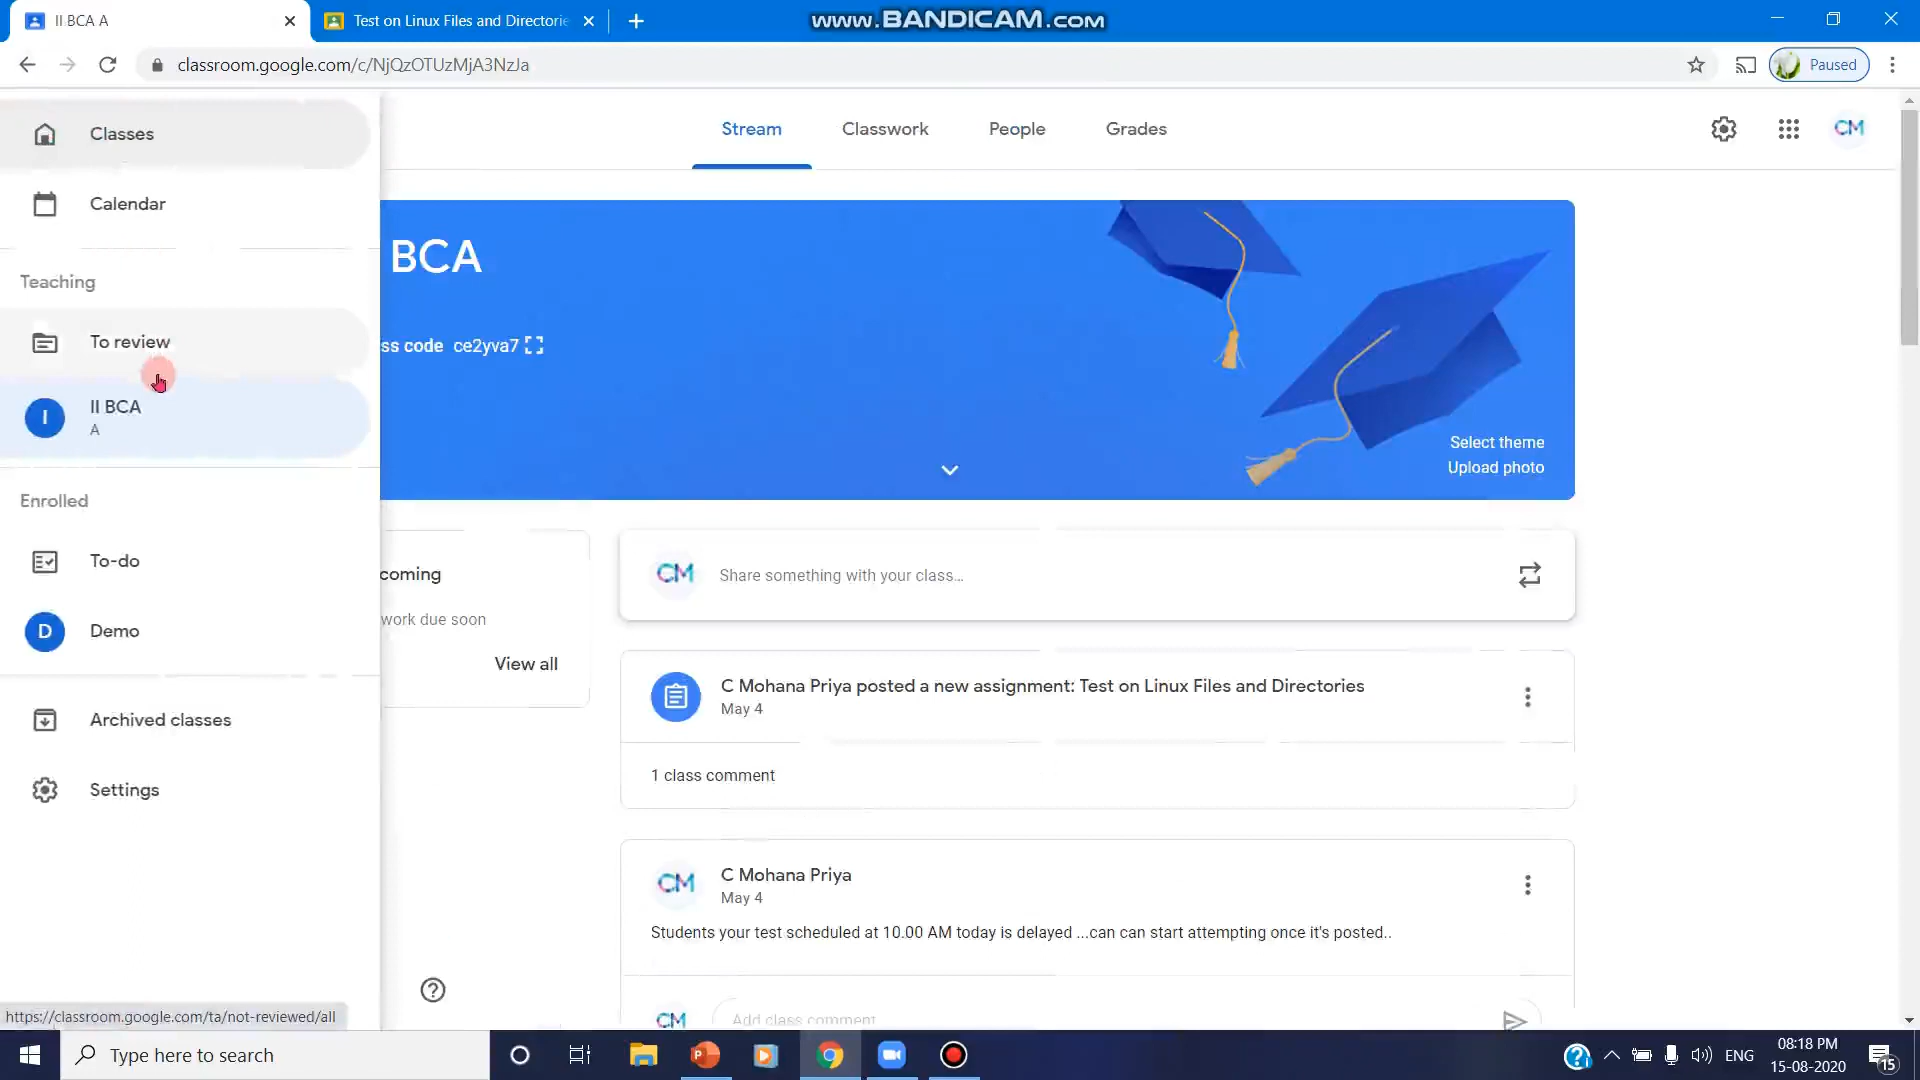 II BCA A
Test on Linux Files and Directorie
www.BANDICAM.com
classroom.google.com/c/NjQzOTUzMjA3NzJa
Paused
Classes
Stream
Classwork
People
Grades
CM
Calendar
Teaching
To review
I
II BCA
A
Enrolled
To-do
D
Demo
Archived classes
Settings
BCA
ss code ce2yva7
Select theme
Upload photo
coming
work due soon
View all
CM
Share something with your class...
C Mohana Priya posted a new assignment: Test on Linux Files and Directories
May 4
1 class comment
CM
C Mohana Priya
May 4
Students your test scheduled at 10.00 AM today is delayed ...can can start attempting once it's posted..
CM
Add class comment
https://classroom.google.com/ta/not-reviewed/all
Type here to search
ENG
08:18 PM
15-08-2020
15